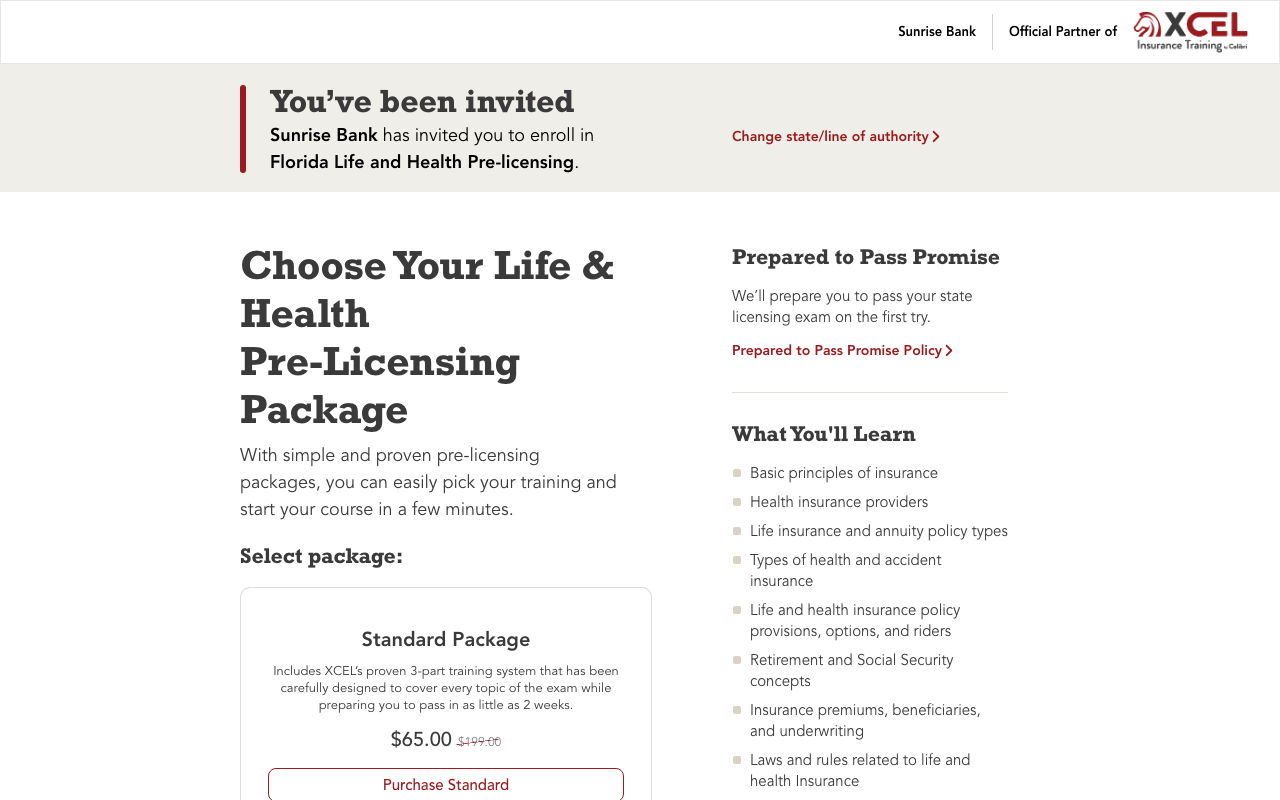 Sunrise Bank
Official Partner of
XCEL
Insurance Training by Colibri
You’ve been invited
Sunrise Bank has invited you to enroll in
Florida Life and Health Pre-licensing.
Change state/line of authority
Choose Your Life &
Health
Pre-Licensing
Package
With simple and proven pre-licensing
packages, you can easily pick your training and
start your course in a few minutes.
Select package:
Standard Package
Includes XCEL’s proven 3-part training system that has been
carefully designed to cover every topic of the exam while
preparing you to pass in as little as 2 weeks.
$65.00 $199.00
Purchase Standard
Prepared to Pass Promise
We’ll prepare you to pass your state
licensing exam on the first try.
Prepared to Pass Promise Policy
What You'll Learn
Basic principles of insurance
Health insurance providers
Life insurance and annuity policy types
Types of health and accident
insurance
Life and health insurance policy
provisions, options, and riders
Retirement and Social Security
concepts
Insurance premiums, beneficiaries,
and underwriting
Laws and rules related to life and
health Insurance